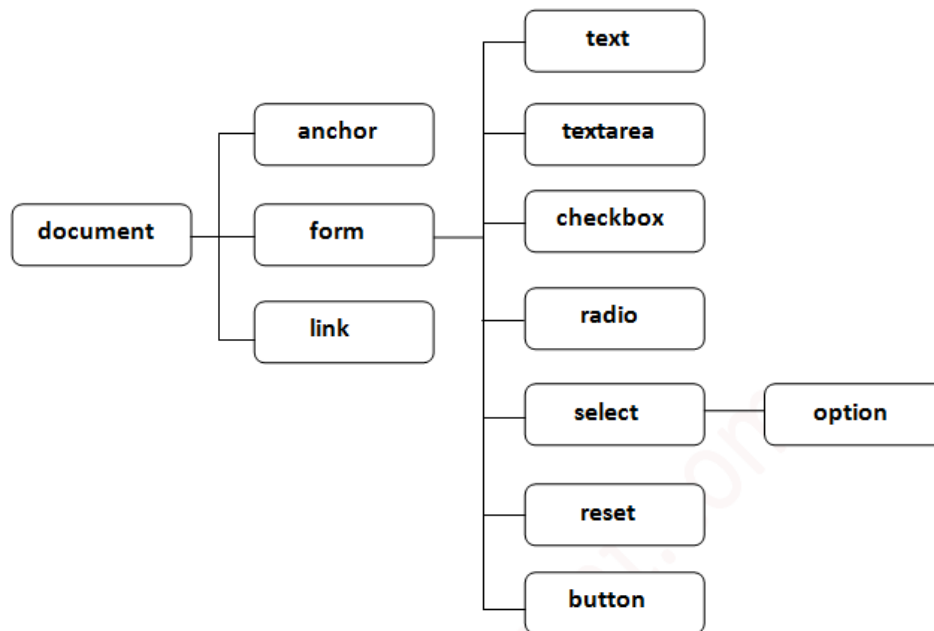 document
anchor
form
link
text
textarea
checkbox
radio
select
option
reset
button